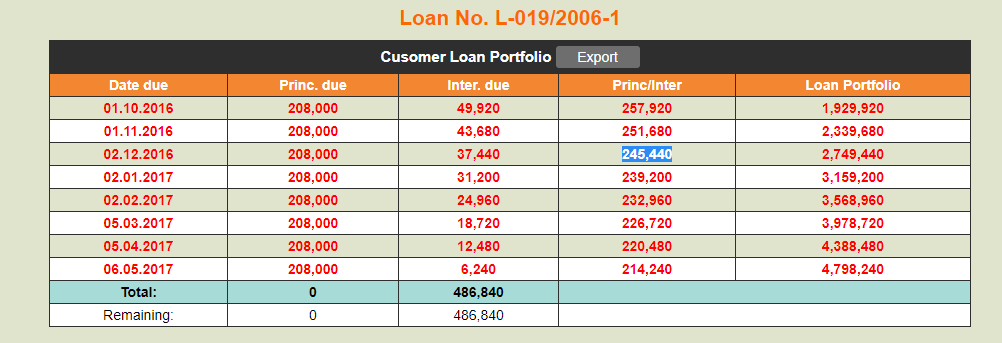 Loan No. L-019/2006-1
Cusomer Loan Portfolio Export
Date due Princ. due Inter. due Princ/Inter Loan Portfolio
01.10.2016 208,000 49,920 257,920 1,929,920
01.11.2016 208,000 43,680 251,680 2,339,680
02.12.2016 208,000 37,440 245,440 2,749,440
02.01.2017 208,000 31,200 239,200 3,159,200
02.02.2017 208,000 24,960 232,960 3,568,960
05.03.2017 208,000 18,720 226,720 3,978,720
05.04.2017 208,000 12,480 220,480 4,388,480
06.05.2017 208,000 6,240 214,240 4,798,240
Total: 0 486,840
Remaining: 0 486,840